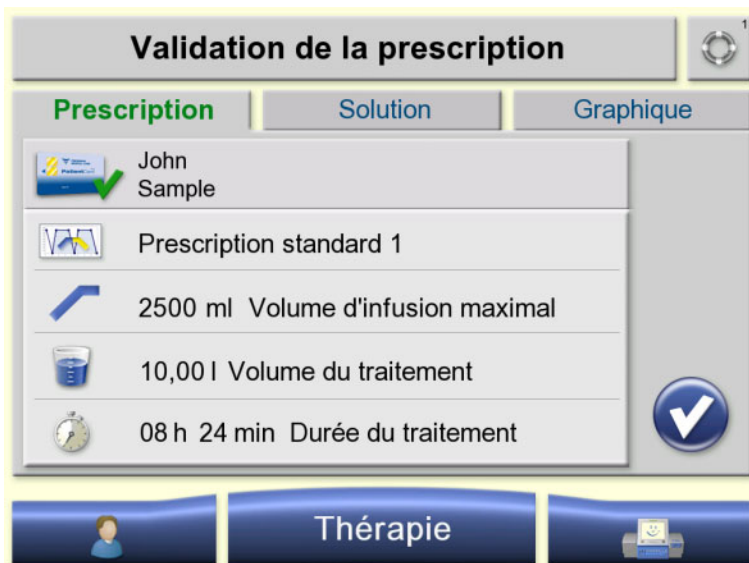 Validation de la prescription
1
Prescription
Solution
Graphique
John
Sample
Prescription standard 1
2500 ml Volume d'infusion maximal
10,00 l Volume du traitement
08 h 24 min Durée du traitement
Thérapie